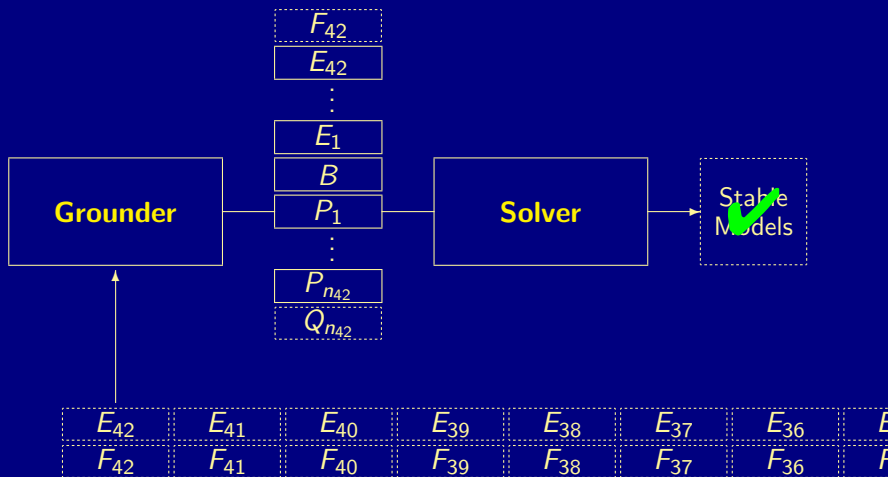 F₄₂
E₄₂
⋮
E₁
B
Grounder
P₁
Solver
Stable
Models
⋮
Pₙ₄₂
Qₙ₄₂
E₄₂ E₄₁ E₄₀ E₃₉ E₃₈ E₃₇ E₃₆ E
F₄₂ F₄₁ F₄₀ F₃₉ F₃₈ F₃₇ F₃₆ F